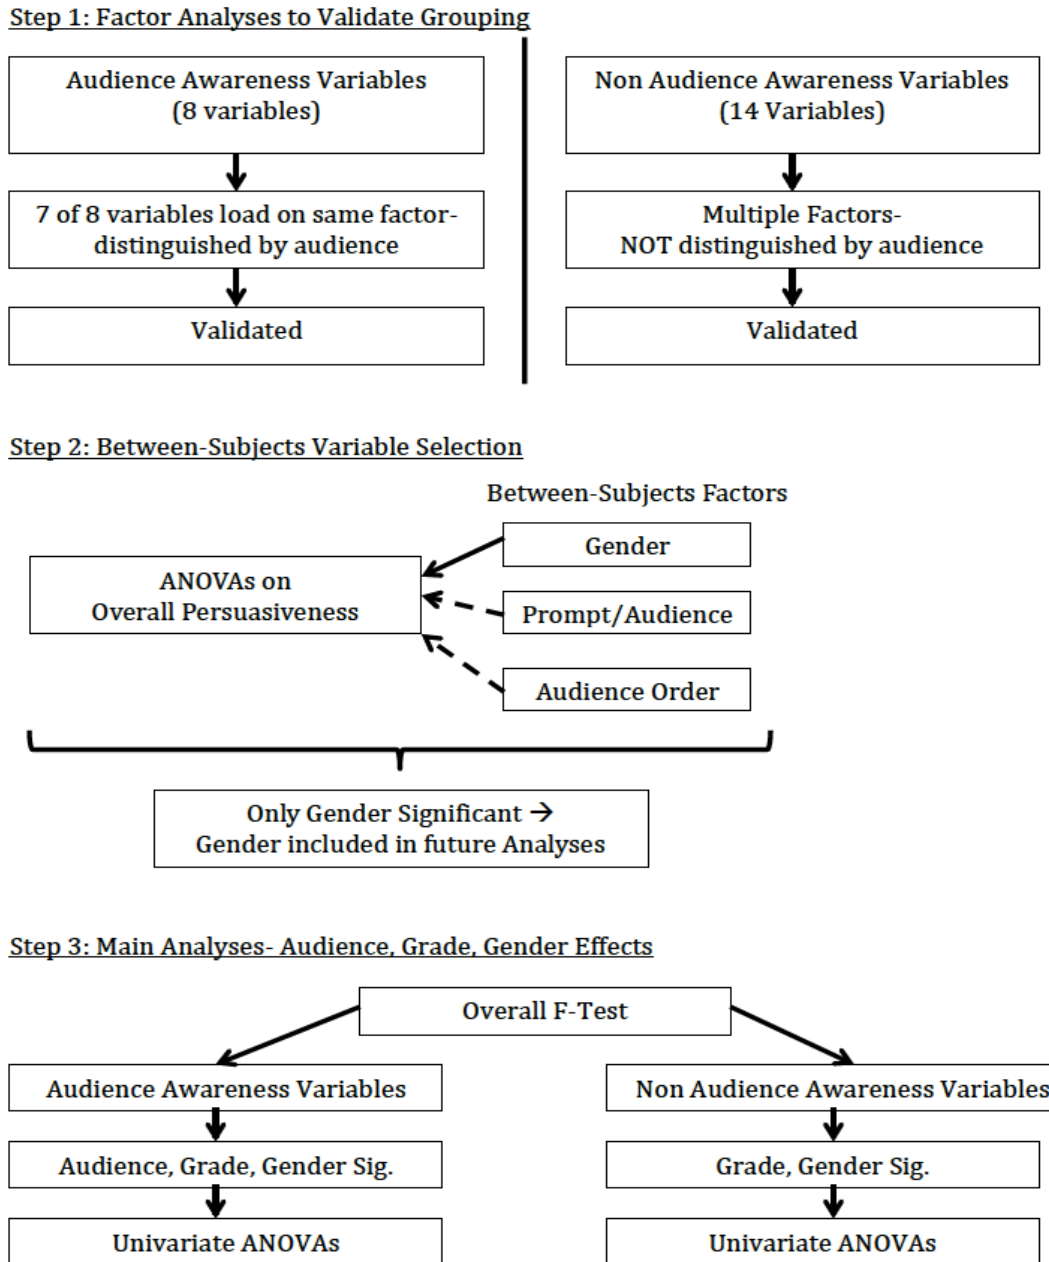 Step 1: Factor Analyses to Validate Grouping
Audience Awareness Variables
(8 variables)
7 of 8 variables load on same factor-
distinguished by audience
Validated
Non Audience Awareness Variables
(14 Variables)
Multiple Factors-
NOT distinguished by audience
Validated
Step 2: Between-Subjects Variable Selection
Between-Subjects Factors
ANOVAs on
Overall Persuasiveness
Gender
Prompt/Audience
Audience Order
Only Gender Significant →
Gender included in future Analyses
Step 3: Main Analyses- Audience, Grade, Gender Effects
Overall F-Test
Audience Awareness Variables
Audience, Grade, Gender Sig.
Univariate ANOVAs
Non Audience Awareness Variables
Grade, Gender Sig.
Univariate ANOVAs